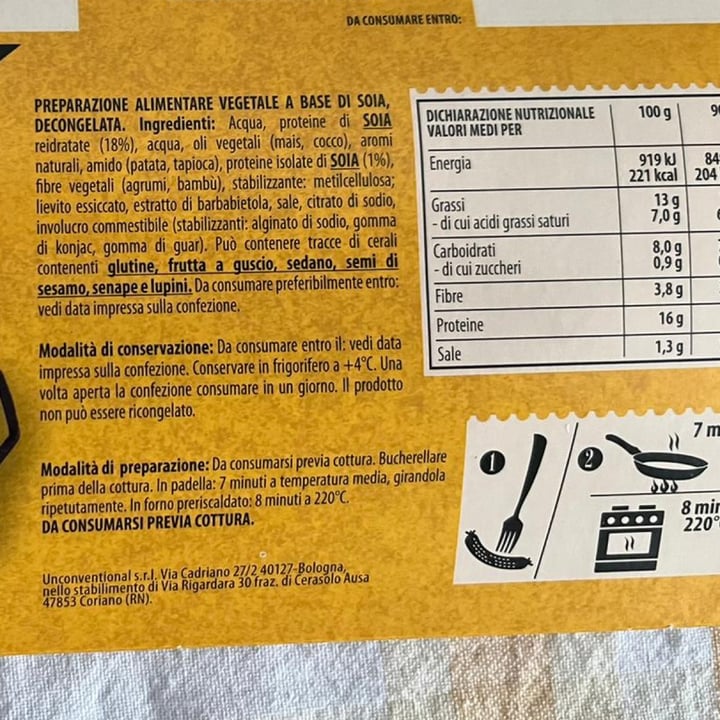 DA CONSUMARE ENTRO:
PREPARAZIONE ALIMENTARE VEGETALE A BASE DI SOIA,
DECONGELATA. Ingredienti: Acqua, proteine di SOIA
reidratate (18%), acqua, oli vegetali (mais, cocco), aromi
naturali, amido (patata, tapioca), proteine isolate di SOIA (1%),
fibre vegetali (agrumi, bambù), stabilizzante: metilcellulosa;
lievito essiccato, estratto di barbabietola, sale, citrato di sodio,
involucro commestibile (stabilizzanti: alginato di sodio, gomma
di konjac, gomma di guar). Può contenere tracce di cerali
contenenti glutine, frutta a guscio, sedano, semi di
sesamo, senape e lupini. Da consumare preferibilmente entro:
vedi data impressa sulla confezione.
Modalità di conservazione: Da consumare entro il: vedi data
impressa sulla confezione. Conservare in frigorifero a +4°C. Una
volta aperta la confezione consumare in un giorno. Il prodotto
non può essere ricongelato.
Modalità di preparazione: Da consumarsi previa cottura. Bucherellare
prima della cottura. In padella: 7 minuti a temperatura media, girandola
ripetutamente. In forno preriscaldato: 8 minuti a 220°C.
DA CONSUMARSI PREVIA COTTURA.
Unconventional s.r.l. Via Cadriano 27/2 40127-Bologna,
nello stabilimento di Via Rigardara 30 fraz. di Cerasolo Ausa
47853 Coriano (RN).
DICHIARAZIONE NUTRIZIONALE 100 g
VALORI MEDI PER
Energia 919 kJ 84
221 kcal 204
Grassi 13 g
- di cui acidi grassi saturi 7,0 g
Carboidrati 8,0 g
- di cui zuccheri 0,9 g
Fibre 3,8 g
Proteine 16 g
Sale 1,3 g
1
2
7 m
8 min
220°